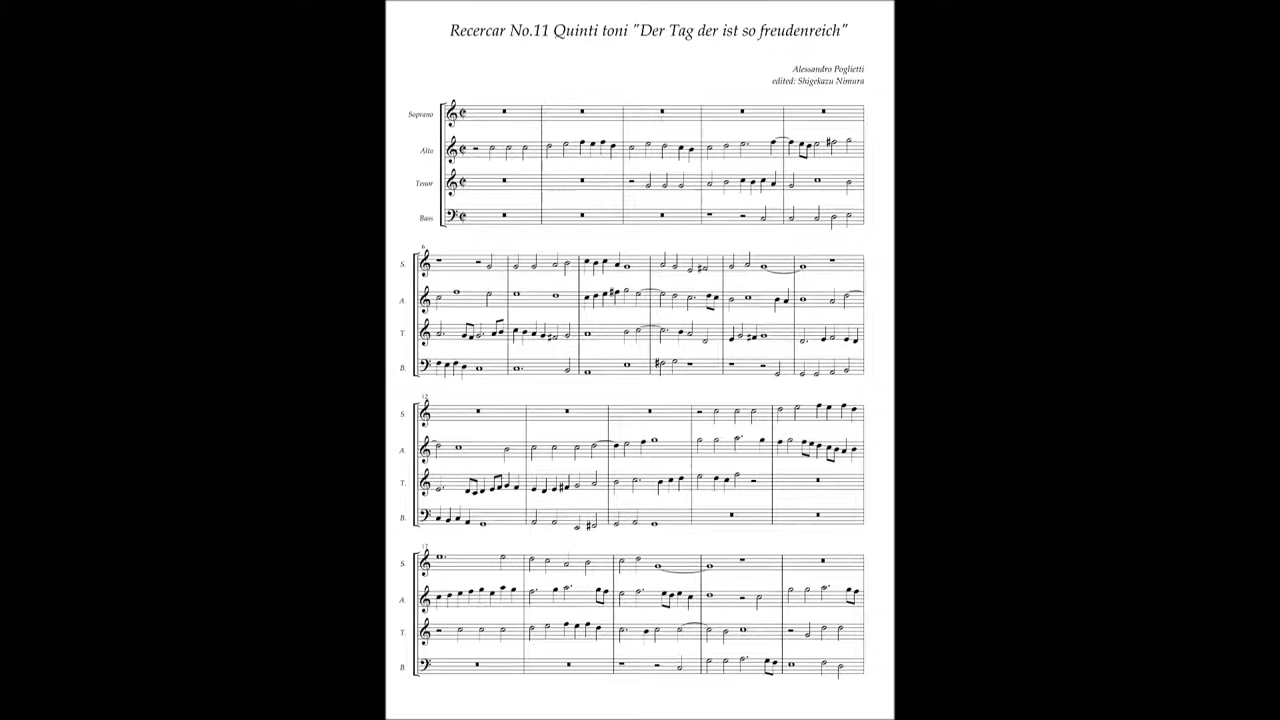 Recercar No.11 Quinti toni "Der Tag der ist so freudenreich"
Alessandro Poglietti
edited: Shigekazu Nimura
Soprano
Alto
Tenor
Bass
6
S.
A.
T.
B.
12
S.
A.
T.
B.
17
S.
A.
T.
B.